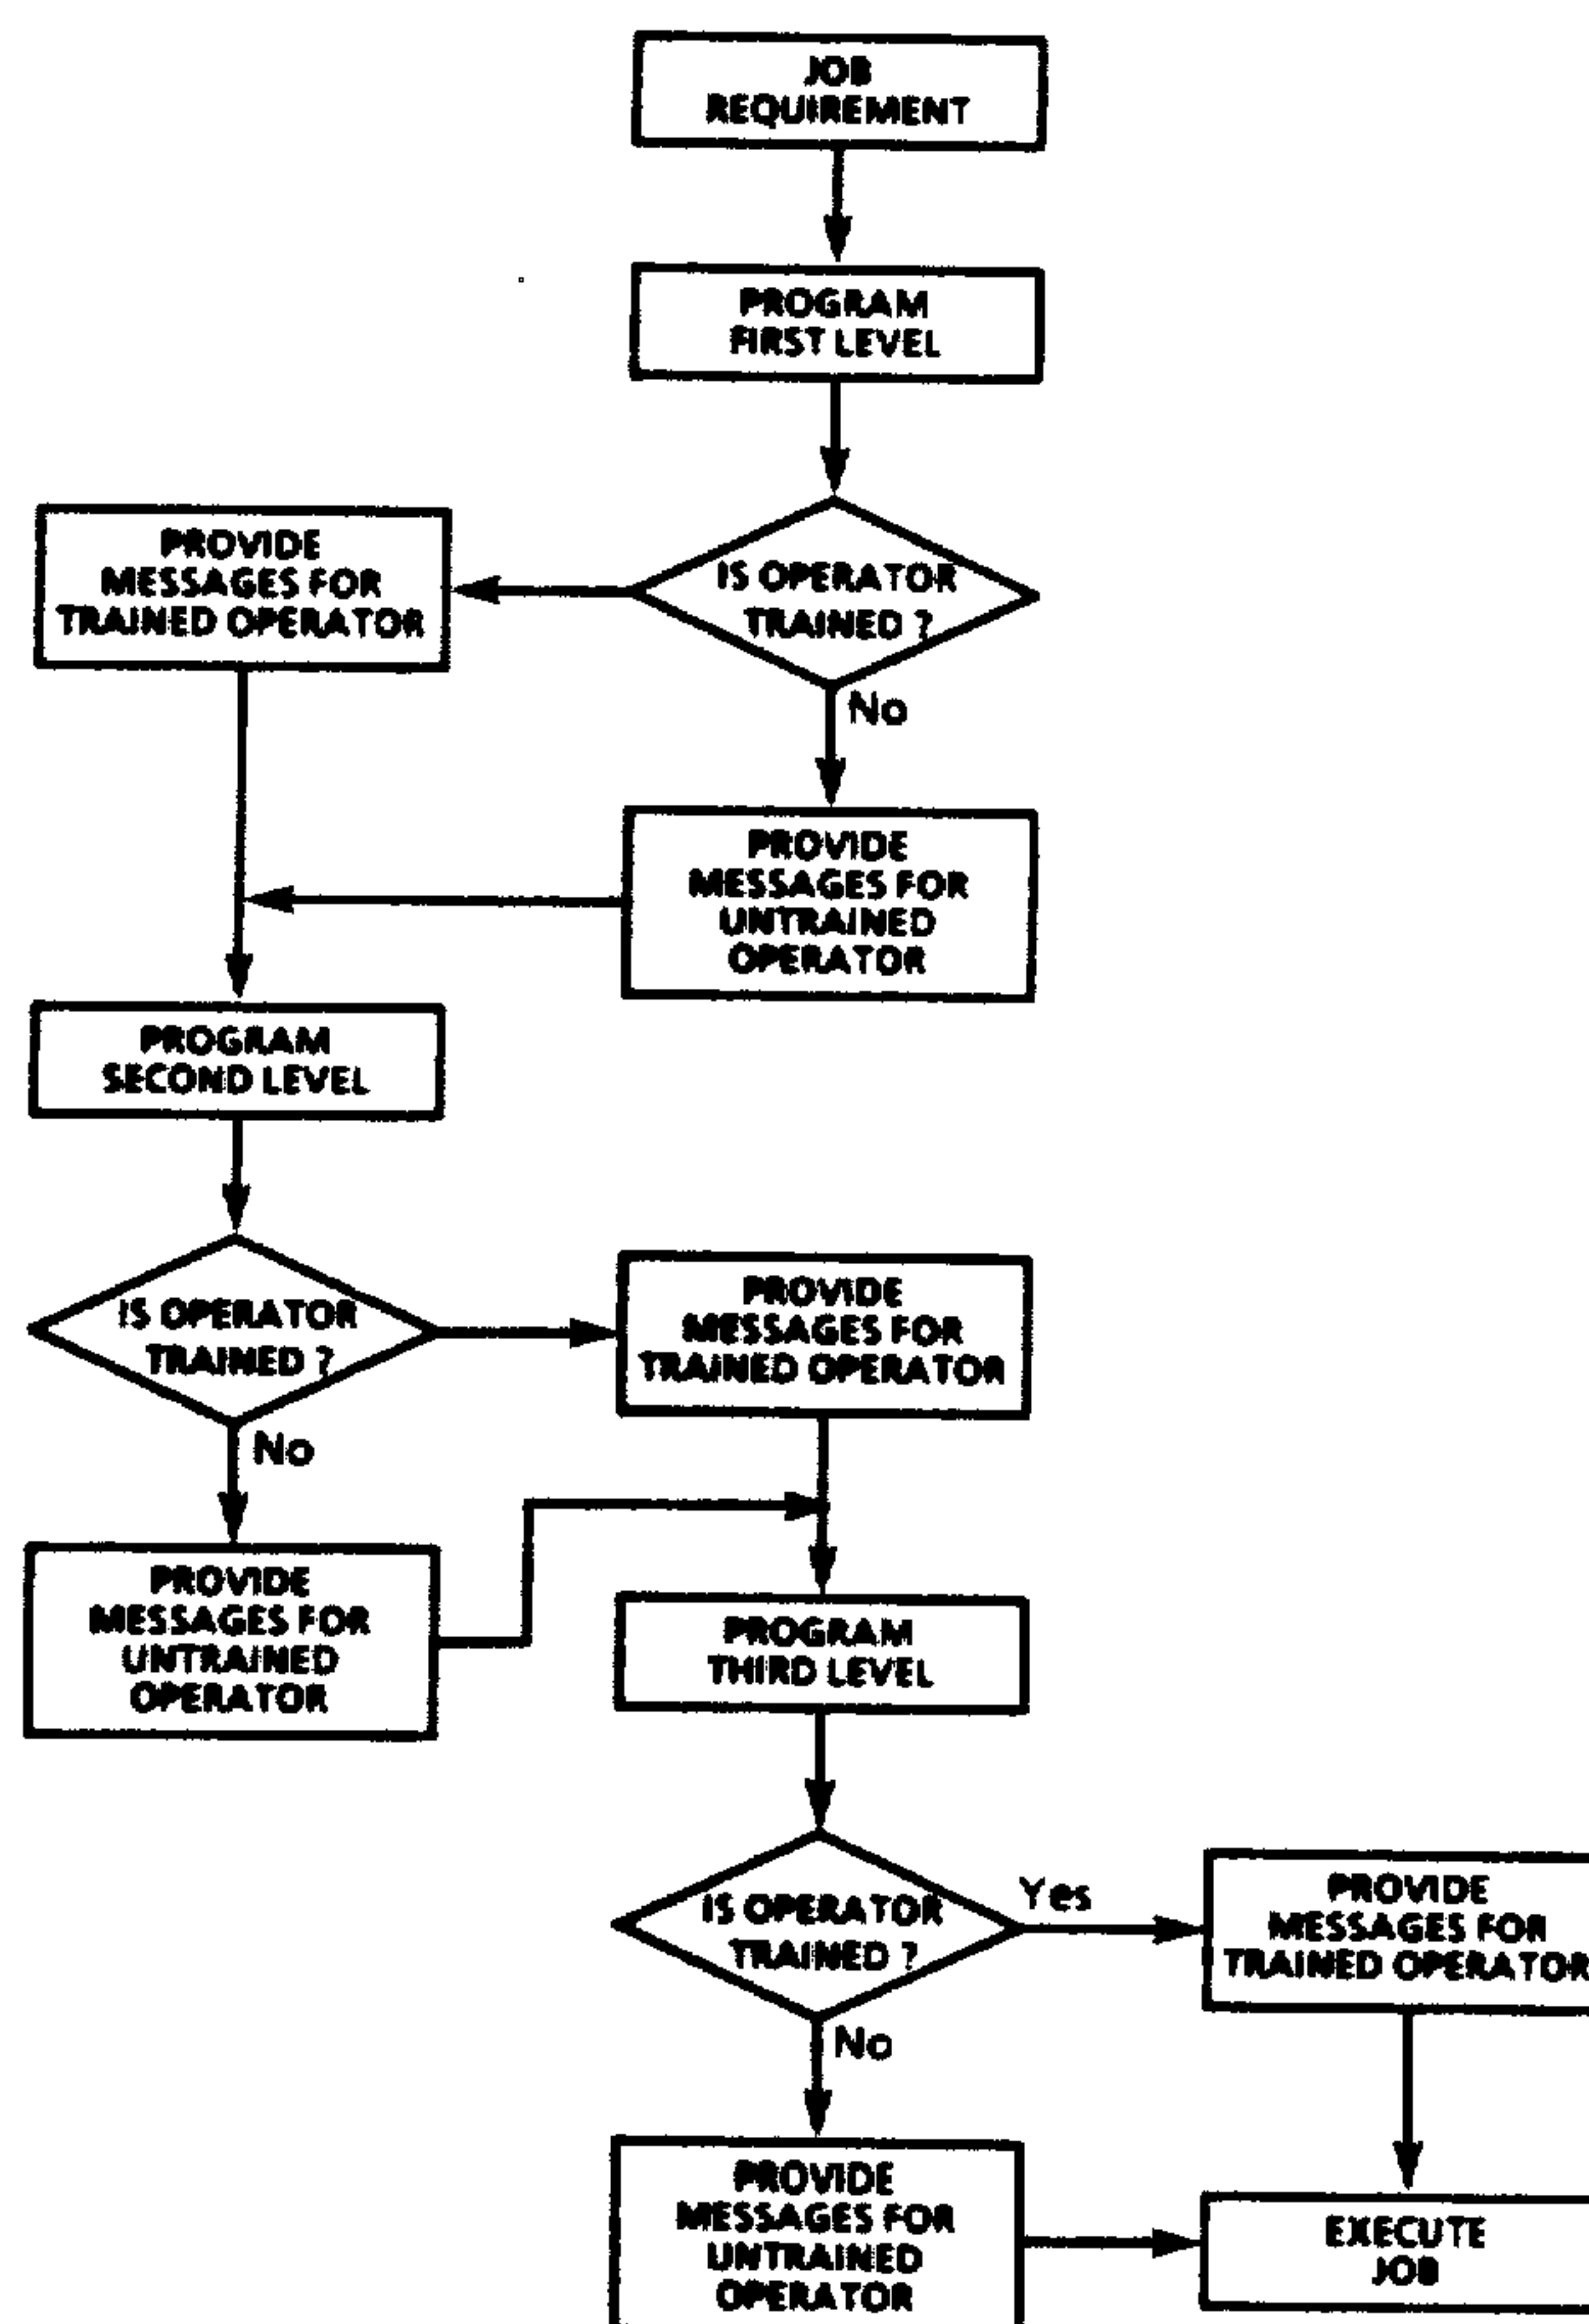 JOB
REQUIREMENT
PROGRAM
FIRST LEVEL
IS OPERATOR
TRAINED ?
PROVIDE
MESSAGES FOR
TRAINED OPERATOR
No
PROVIDE
MESSAGES FOR
UNTRAINED
OPERATOR
PROGRAM
SECOND LEVEL
IS OPERATOR
TRAINED ?
PROVIDE
MESSAGES FOR
TRAINED OPERATOR
No
PROVIDE
MESSAGES FOR
UNTRAINED
OPERATOR
PROGRAM
THIRD LEVEL
IS OPERATOR
TRAINED ?
Yes
PROVIDE
MESSAGES FOR
TRAINED OPERATOR
No
PROVIDE
MESSAGES FOR
UNTRAINED
OPERATOR
EXECUTE
JOB